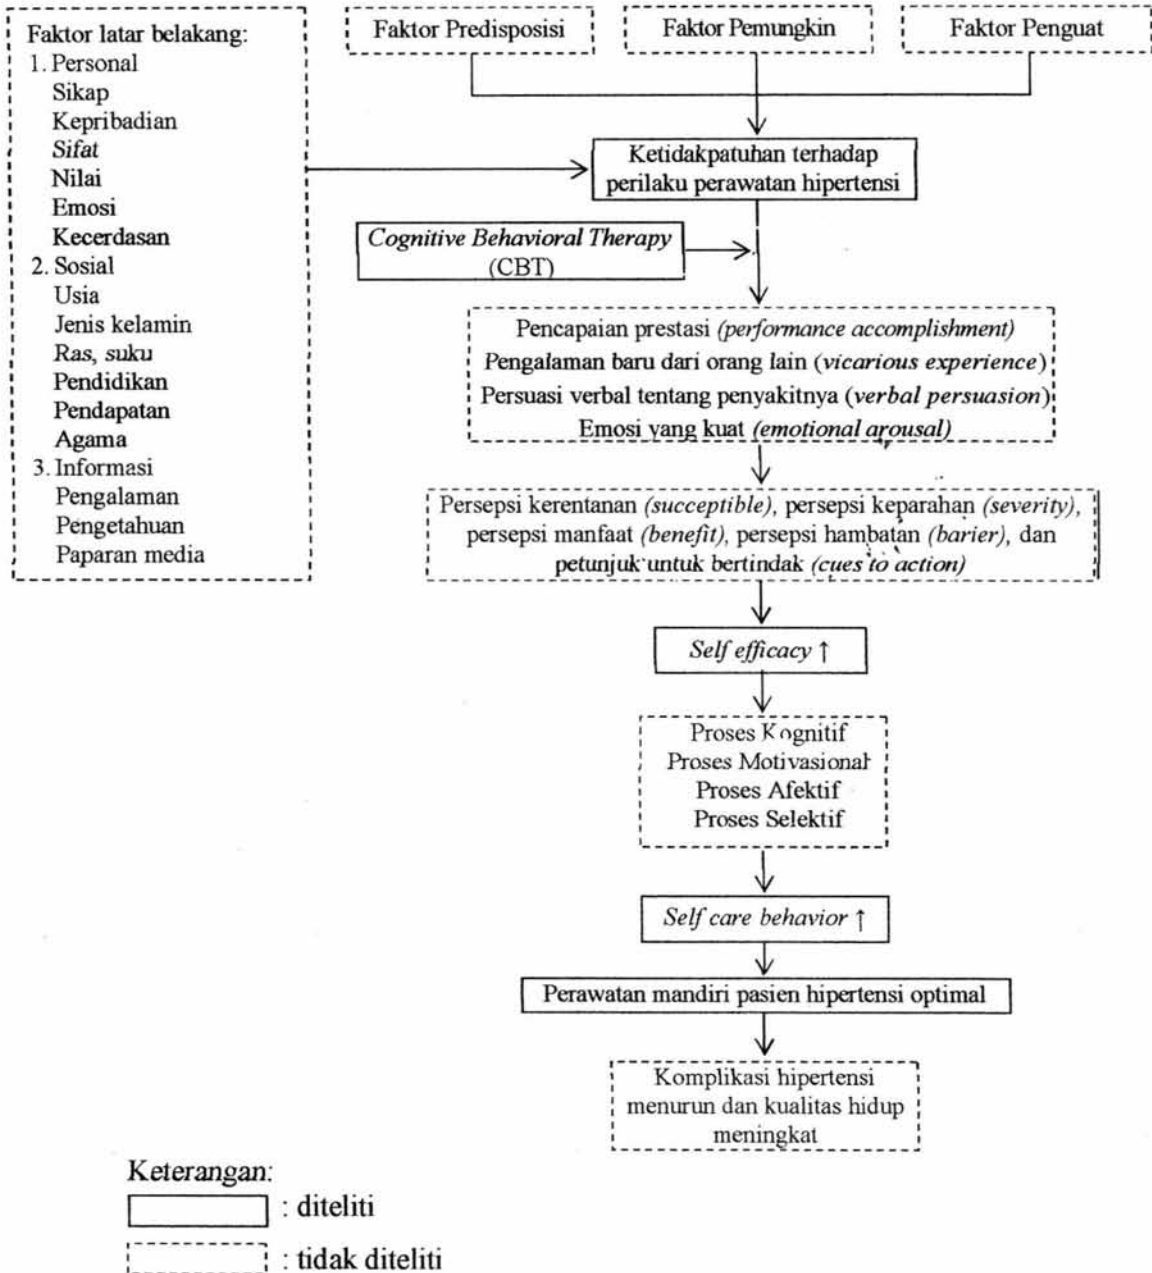 Faktor latar belakang:
1. Personal
Sikap
Kepribadian
Sifat
Nilai
Emosi
Kecerdasan
2. Sosial
Usia
Jenis kelamin
Ras, suku
Pendidikan
Pendapatan
Agama
3. Informasi
Pengalaman
Pengetahuan
Paparan media
Faktor Predisposisi
Faktor Pemungkin
Faktor Penguat
Ketidakpatuhan terhadap
perilaku perawatan hipertensi
Cognitive Behavioral Therapy
(CBT)
Pencapaian prestasi (performance accomplishment)
Pengalaman baru dari orang lain (vicarious experience)
Persuasi verbal tentang penyakitnya (verbal persuasion)
Emosi yang kuat (emotional arousal)
Persepsi kerentanan (succeptible), persepsi keparahan (severity),
persepsi manfaat (benefit), persepsi hambatan (barier), dan
petunjuk untuk bertindak (cues to action)
Self efficacy ↑
Proses Kognitif
Proses Motivasional
Proses Afektif
Proses Selektif
Self care behavior ↑
Perawatan mandiri pasien hipertensi optimal
Komplikasi hipertensi
menurun dan kualitas hidup
meningkat
Keterangan:
: diteliti
: tidak diteliti